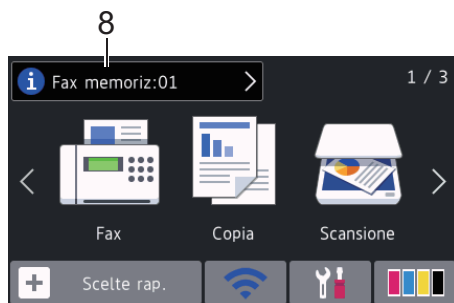 8
Fax memoriz:01
1 / 3
Fax Copia Scansione
Scelte rap.